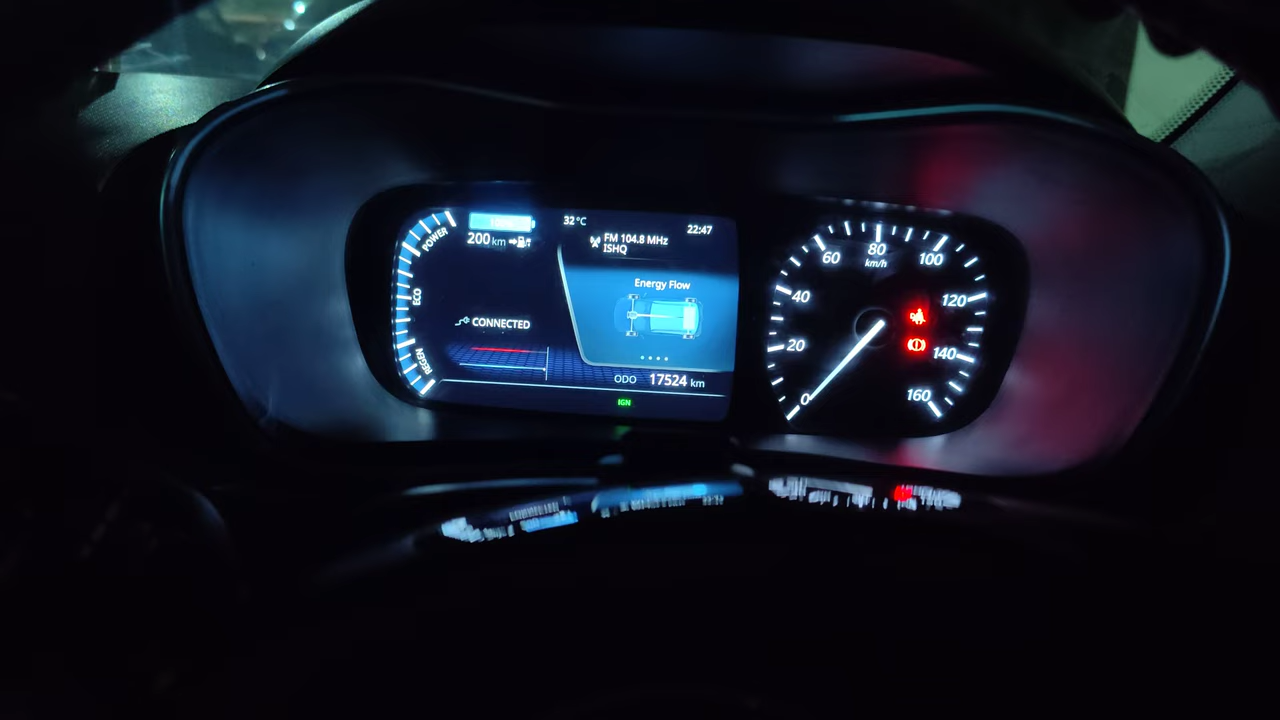 POWER
ECO
REGEN
200 km
32 °C
22:47
FM 104.8 MHz
ISHQ
Energy Flow
CONNECTED
ODO 17524 km
IGN
0
20
40
60
80
100
120
140
160
km/h